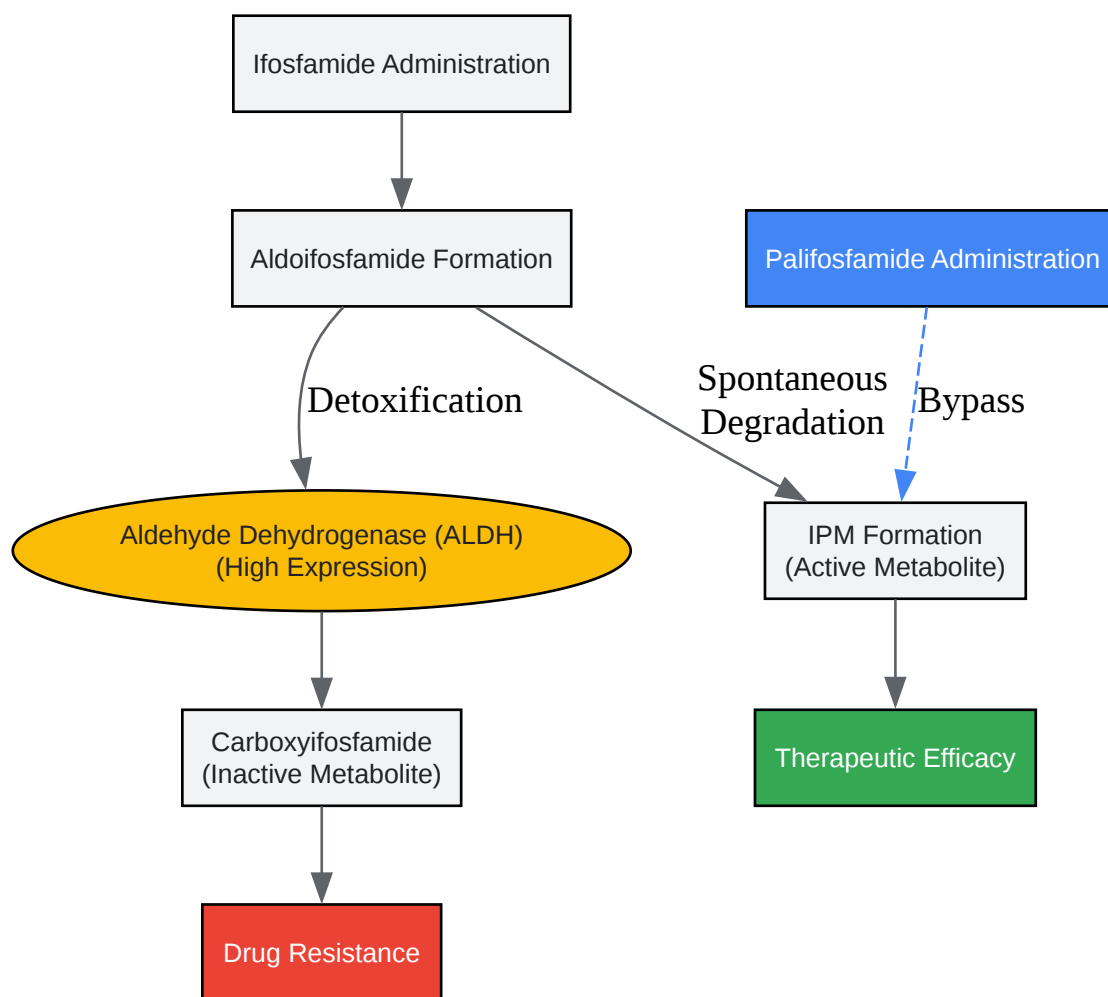 Ifosfamide Administration
Aldoifosfamide Formation
Palifosfamide Administration
Detoxification
Spontaneous
Degradation
Bypass
Aldehyde Dehydrogenase (ALDH)
(High Expression)
IPM Formation
(Active Metabolite)
Carboxyifosfamide
(Inactive Metabolite)
Therapeutic Efficacy
Drug Resistance